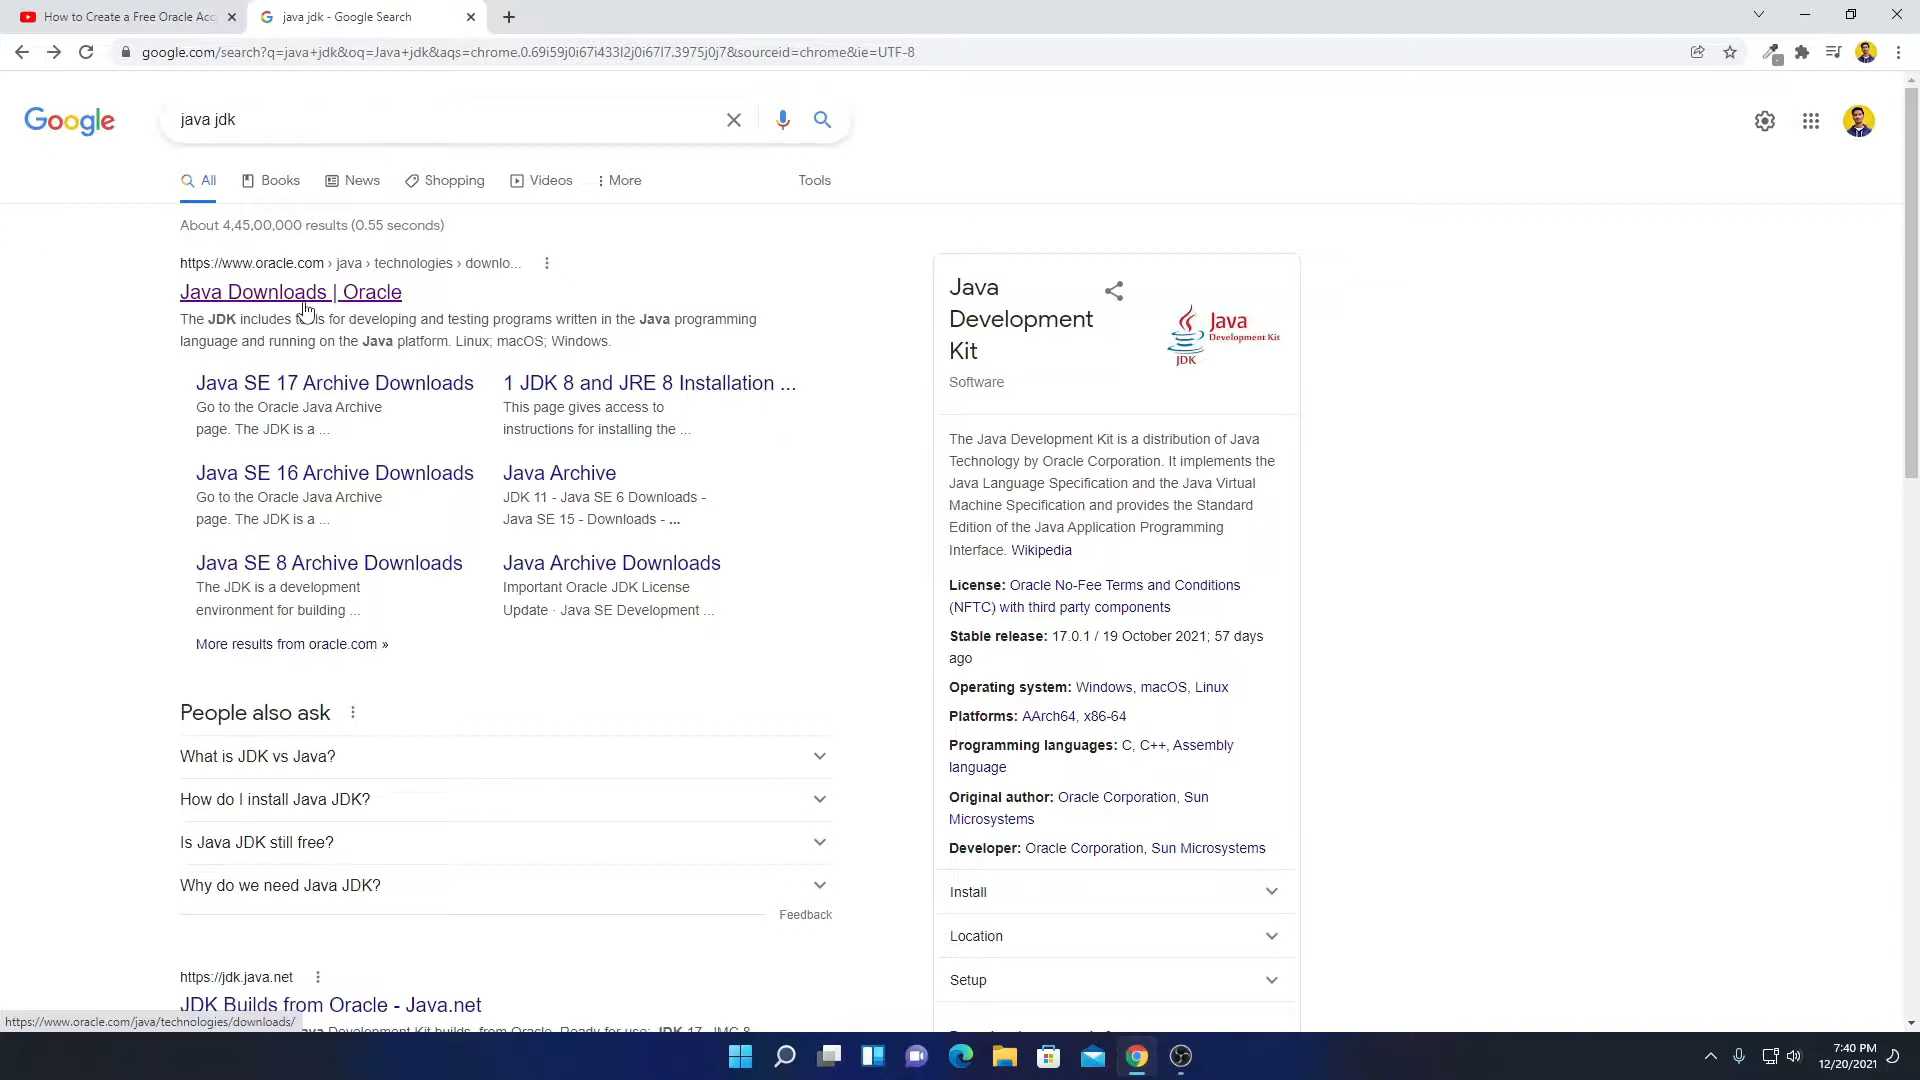 How to Create a Free Oracle Acc
java jdk - Google Search
google.com/search?q=java+jdk&oq=Java+jdk&aqs=chrome.0.69i59j0i67i433l2j0i67l7.3975j0j7&sourceid=chrome&ie=UTF-8
Google
java jdk
All
Books
News
Shopping
Videos
More
Tools
About 4,45,00,000 results (0.55 seconds)
https://www.oracle.com › java › technologies › downlo...
Java Downloads | Oracle
The JDK includes tools for developing and testing programs written in the Java programming
language and running on the Java platform. Linux; macOS; Windows.
Java SE 17 Archive Downloads
Go to the Oracle Java Archive
page. The JDK is a ...
1 JDK 8 and JRE 8 Installation ...
This page gives access to
instructions for installing the ...
Java SE 16 Archive Downloads
Go to the Oracle Java Archive
page. The JDK is a ...
Java Archive
JDK 11 - Java SE 6 Downloads -
Java SE 15 - Downloads - ...
Java SE 8 Archive Downloads
The JDK is a development
environment for building ...
Java Archive Downloads
Important Oracle JDK License
Update · Java SE Development ...
More results from oracle.com »
People also ask
What is JDK vs Java?
How do I install Java JDK?
Is Java JDK still free?
Why do we need Java JDK?
Feedback
https://jdk.java.net
JDK Builds from Oracle - Java.net
Development Kit builds, from Oracle. Ready for use: JDK 17, JMC 8
https://www.oracle.com/java/technologies/downloads/
Java
Development
Kit
Software
Java
Development Kit
JDK
The Java Development Kit is a distribution of Java
Technology by Oracle Corporation. It implements the
Java Language Specification and the Java Virtual
Machine Specification and provides the Standard
Edition of the Java Application Programming
Interface. Wikipedia
License: Oracle No-Fee Terms and Conditions
(NFTC) with third party components
Stable release: 17.0.1 / 19 October 2021; 57 days
ago
Operating system: Windows, macOS, Linux
Platforms: AArch64, x86-64
Programming languages: C, C++, Assembly
language
Original author: Oracle Corporation, Sun
Microsystems
Developer: Oracle Corporation, Sun Microsystems
Install
Location
Setup
7:40 PM
12/20/2021